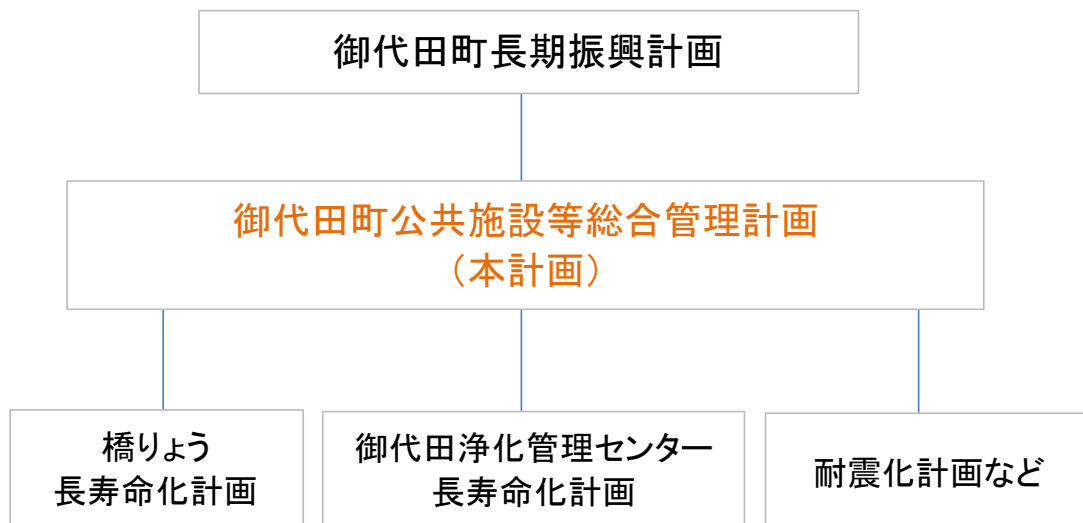 御代田町長期振興計画
御代田町公共施設等総合管理計画
（本計画）
橋りょう
長寿命化計画
御代田浄化管理センター
長寿命化計画
耐震化計画など